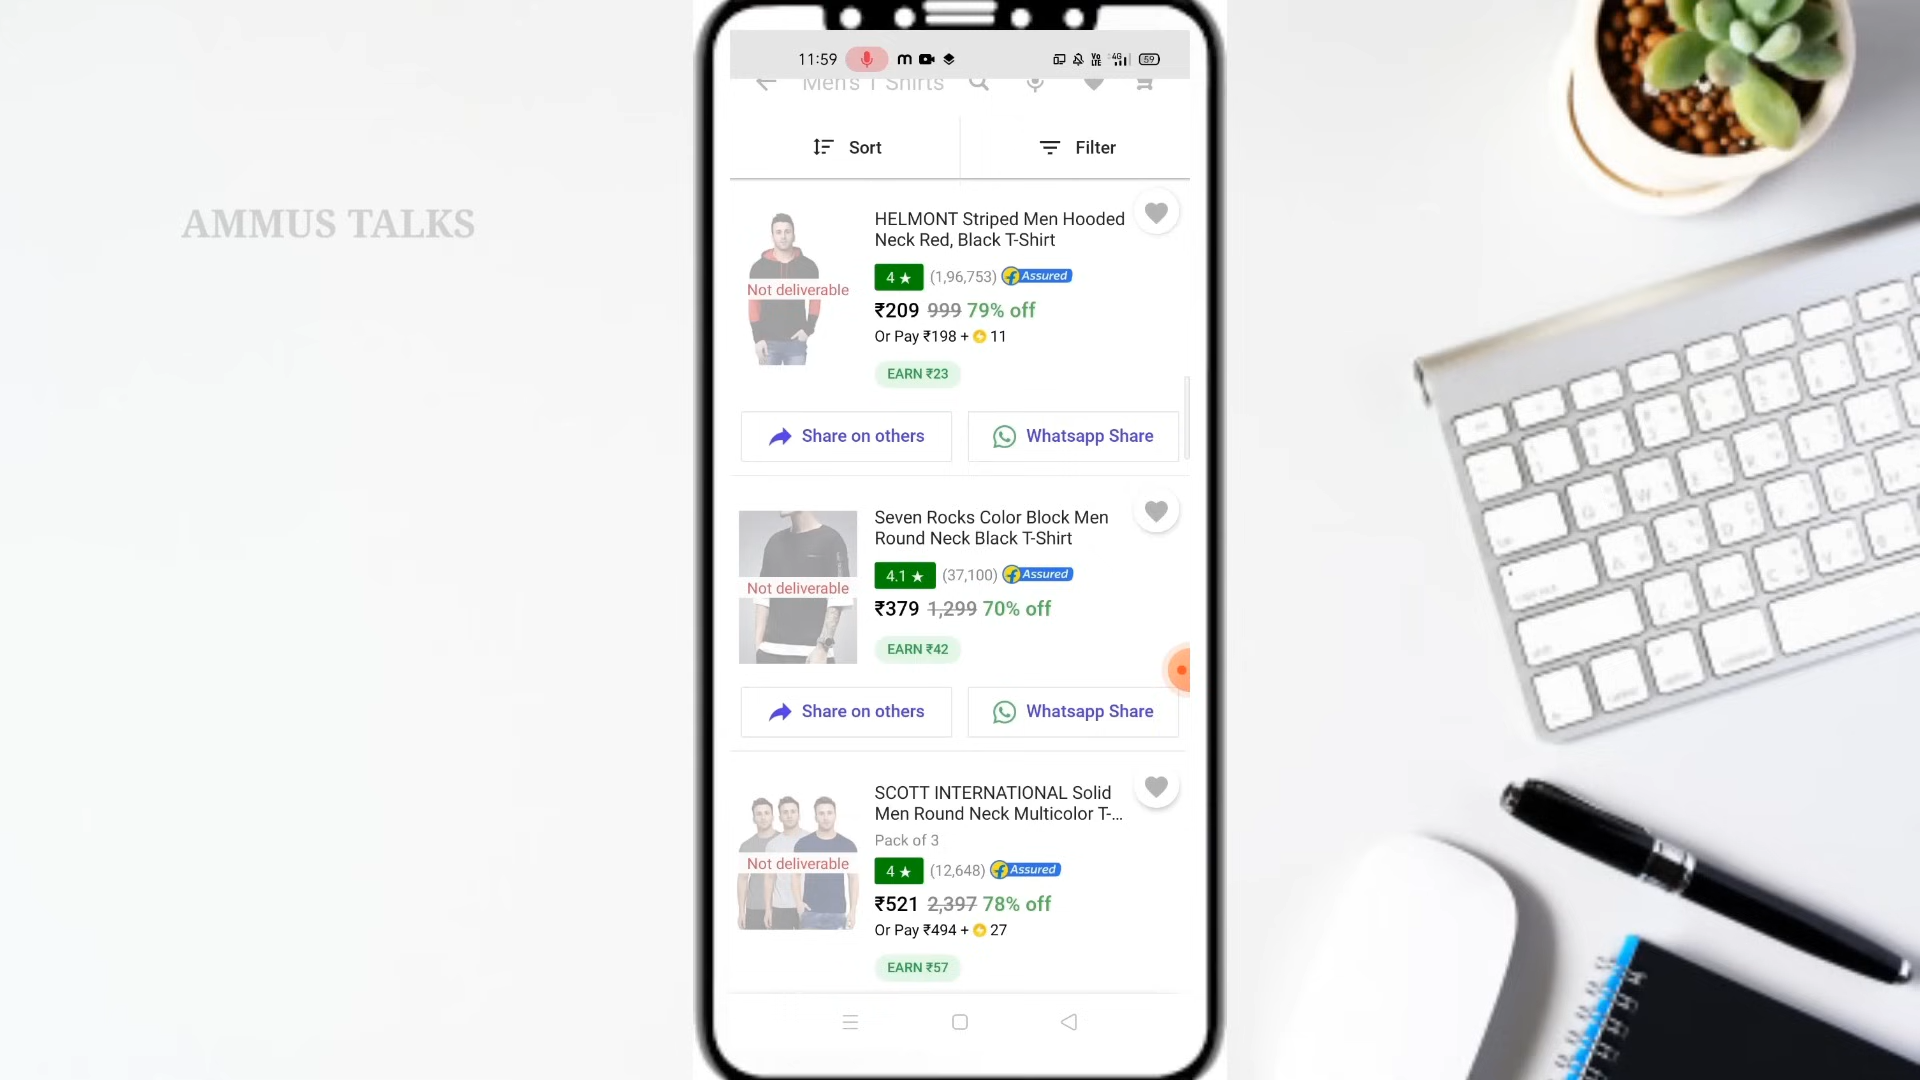 11:59
59
Men's T Shirts
AMMUS TALKS
Sort
Filter
HELMONT Striped Men Hooded
Neck Red, Black T-Shirt
Not deliverable
4 ★ (1,96,753) Assured
₹209 999 79% off
Or Pay ₹198 + 11
EARN ₹23
Share on others
Whatsapp Share
Seven Rocks Color Block Men
Round Neck Black T-Shirt
Not deliverable
4.1 ★ (37,100) Assured
₹379 1,299 70% off
EARN ₹42
Share on others
Whatsapp Share
SCOTT INTERNATIONAL Solid
Men Round Neck Multicolor T-...
Pack of 3
Not deliverable
4 ★ (12,648) Assured
₹521 2,397 78% off
Or Pay ₹494 + 27
EARN ₹57